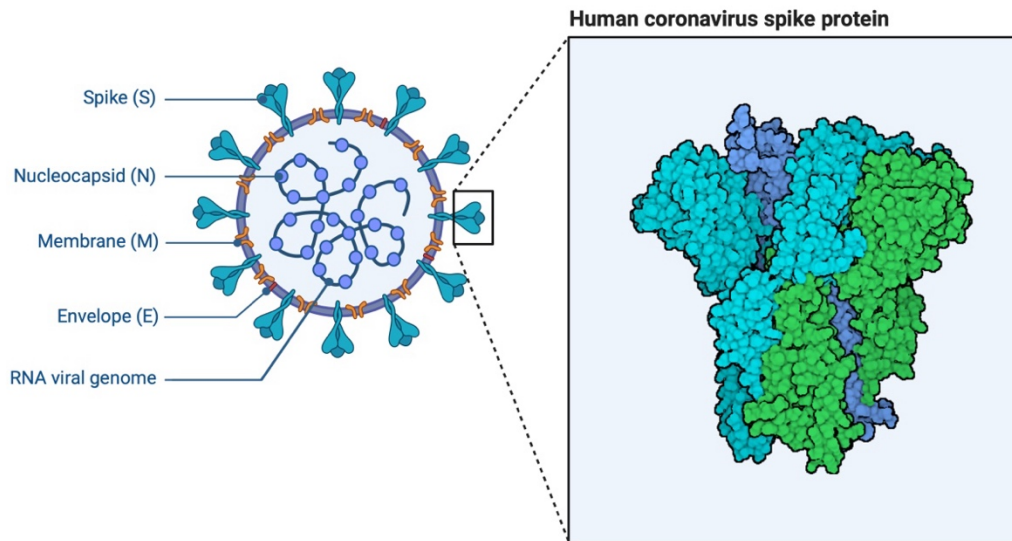 Human coronavirus spike protein
Spike (S)
Nucleocapsid (N)
Membrane (M)
Envelope (E)
RNA viral genome